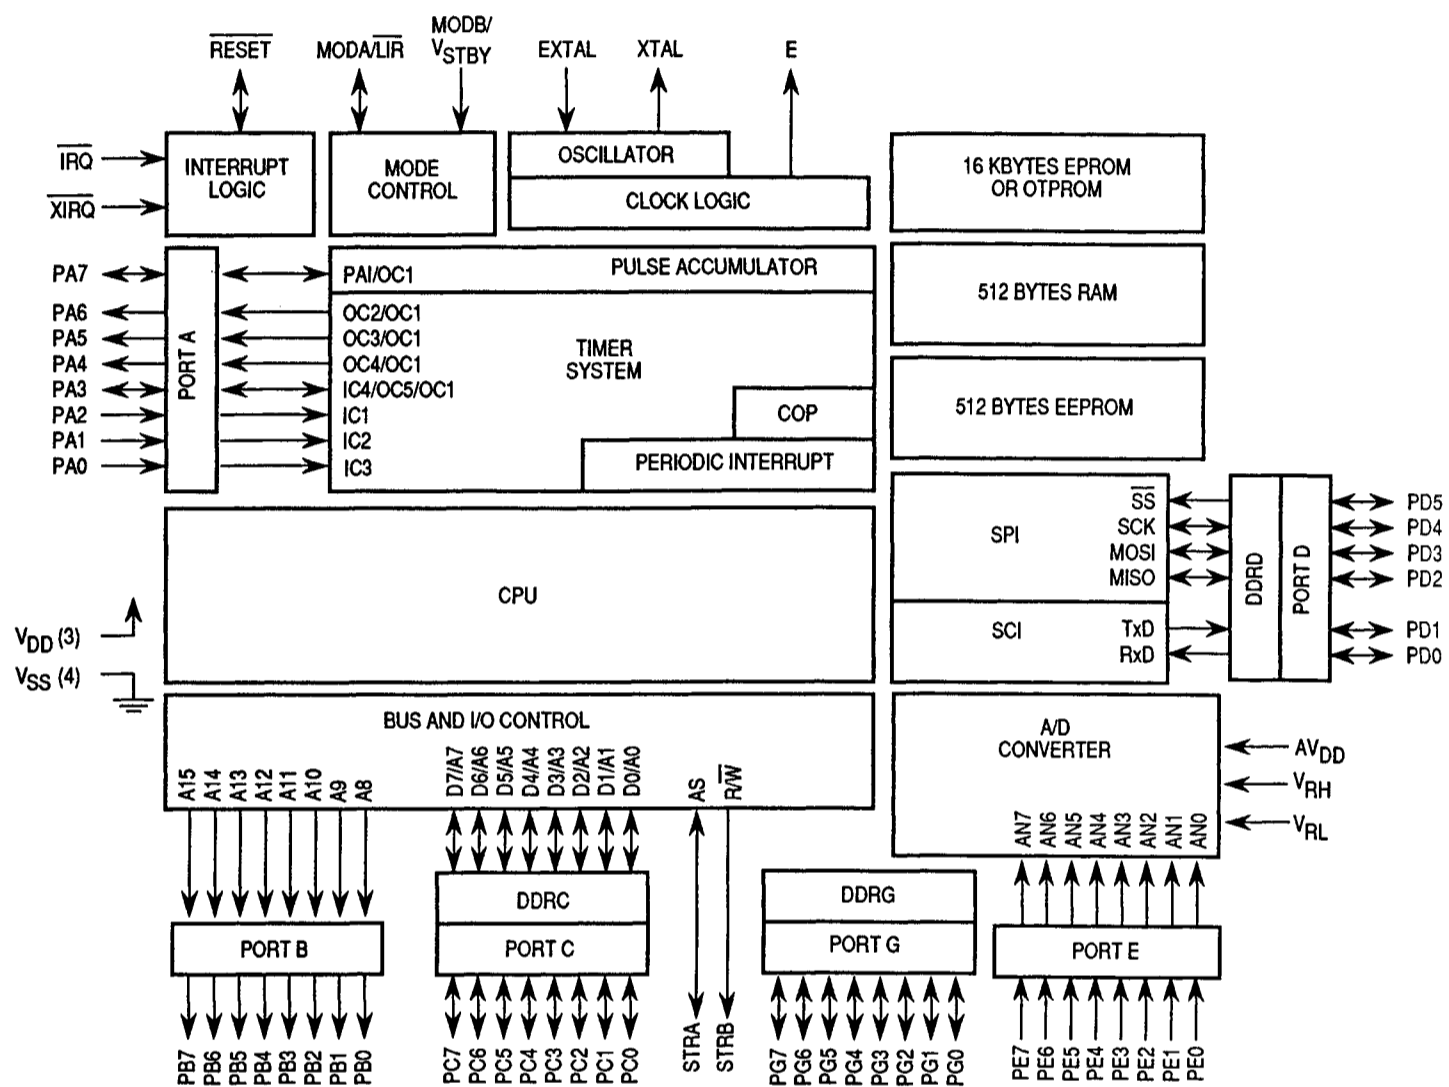 RESET
MODA/LIR
MODB/
VSTBY
EXTAL
XTAL
E
IRQ
XIRQ
INTERRUPT
LOGIC
MODE
CONTROL
OSCILLATOR
CLOCK LOGIC
16 KBYTES EPROM
OR OTPROM
PA7
PA6
PA5
PA4
PA3
PA2
PA1
PA0
PORT A
PAI/OC1
PULSE ACCUMULATOR
OC2/OC1
OC3/OC1
OC4/OC1
IC4/OC5/OC1
IC1
IC2
IC3
TIMER
SYSTEM
COP
PERIODIC INTERRUPT
512 BYTES RAM
512 BYTES EEPROM
CPU
VDD (3)
VSS (4)
SPI
SS
SCK
MOSI
MISO
SCI
TxD
RxD
DDRD
PORT D
PD5
PD4
PD3
PD2
PD1
PD0
BUS AND I/O CONTROL
A15
A14
A13
A12
A11
A10
A9
A8
D7/A7
D6/A6
D5/A5
D4/A4
D3/A3
D2/A2
D1/A1
D0/A0
AS
R/W
A/D
CONVERTER
AN7
AN6
AN5
AN4
AN3
AN2
AN1
AN0
AVDD
VRH
VRL
PORT B
DDRC
PORT C
DDRG
PORT G
PORT E
PB7
PB6
PB5
PB4
PB3
PB2
PB1
PB0
PC7
PC6
PC5
PC4
PC3
PC2
PC1
PC0
STRA
STRB
PG7
PG6
PG5
PG4
PG3
PG2
PG1
PG0
PE7
PE6
PE5
PE4
PE3
PE2
PE1
PE0